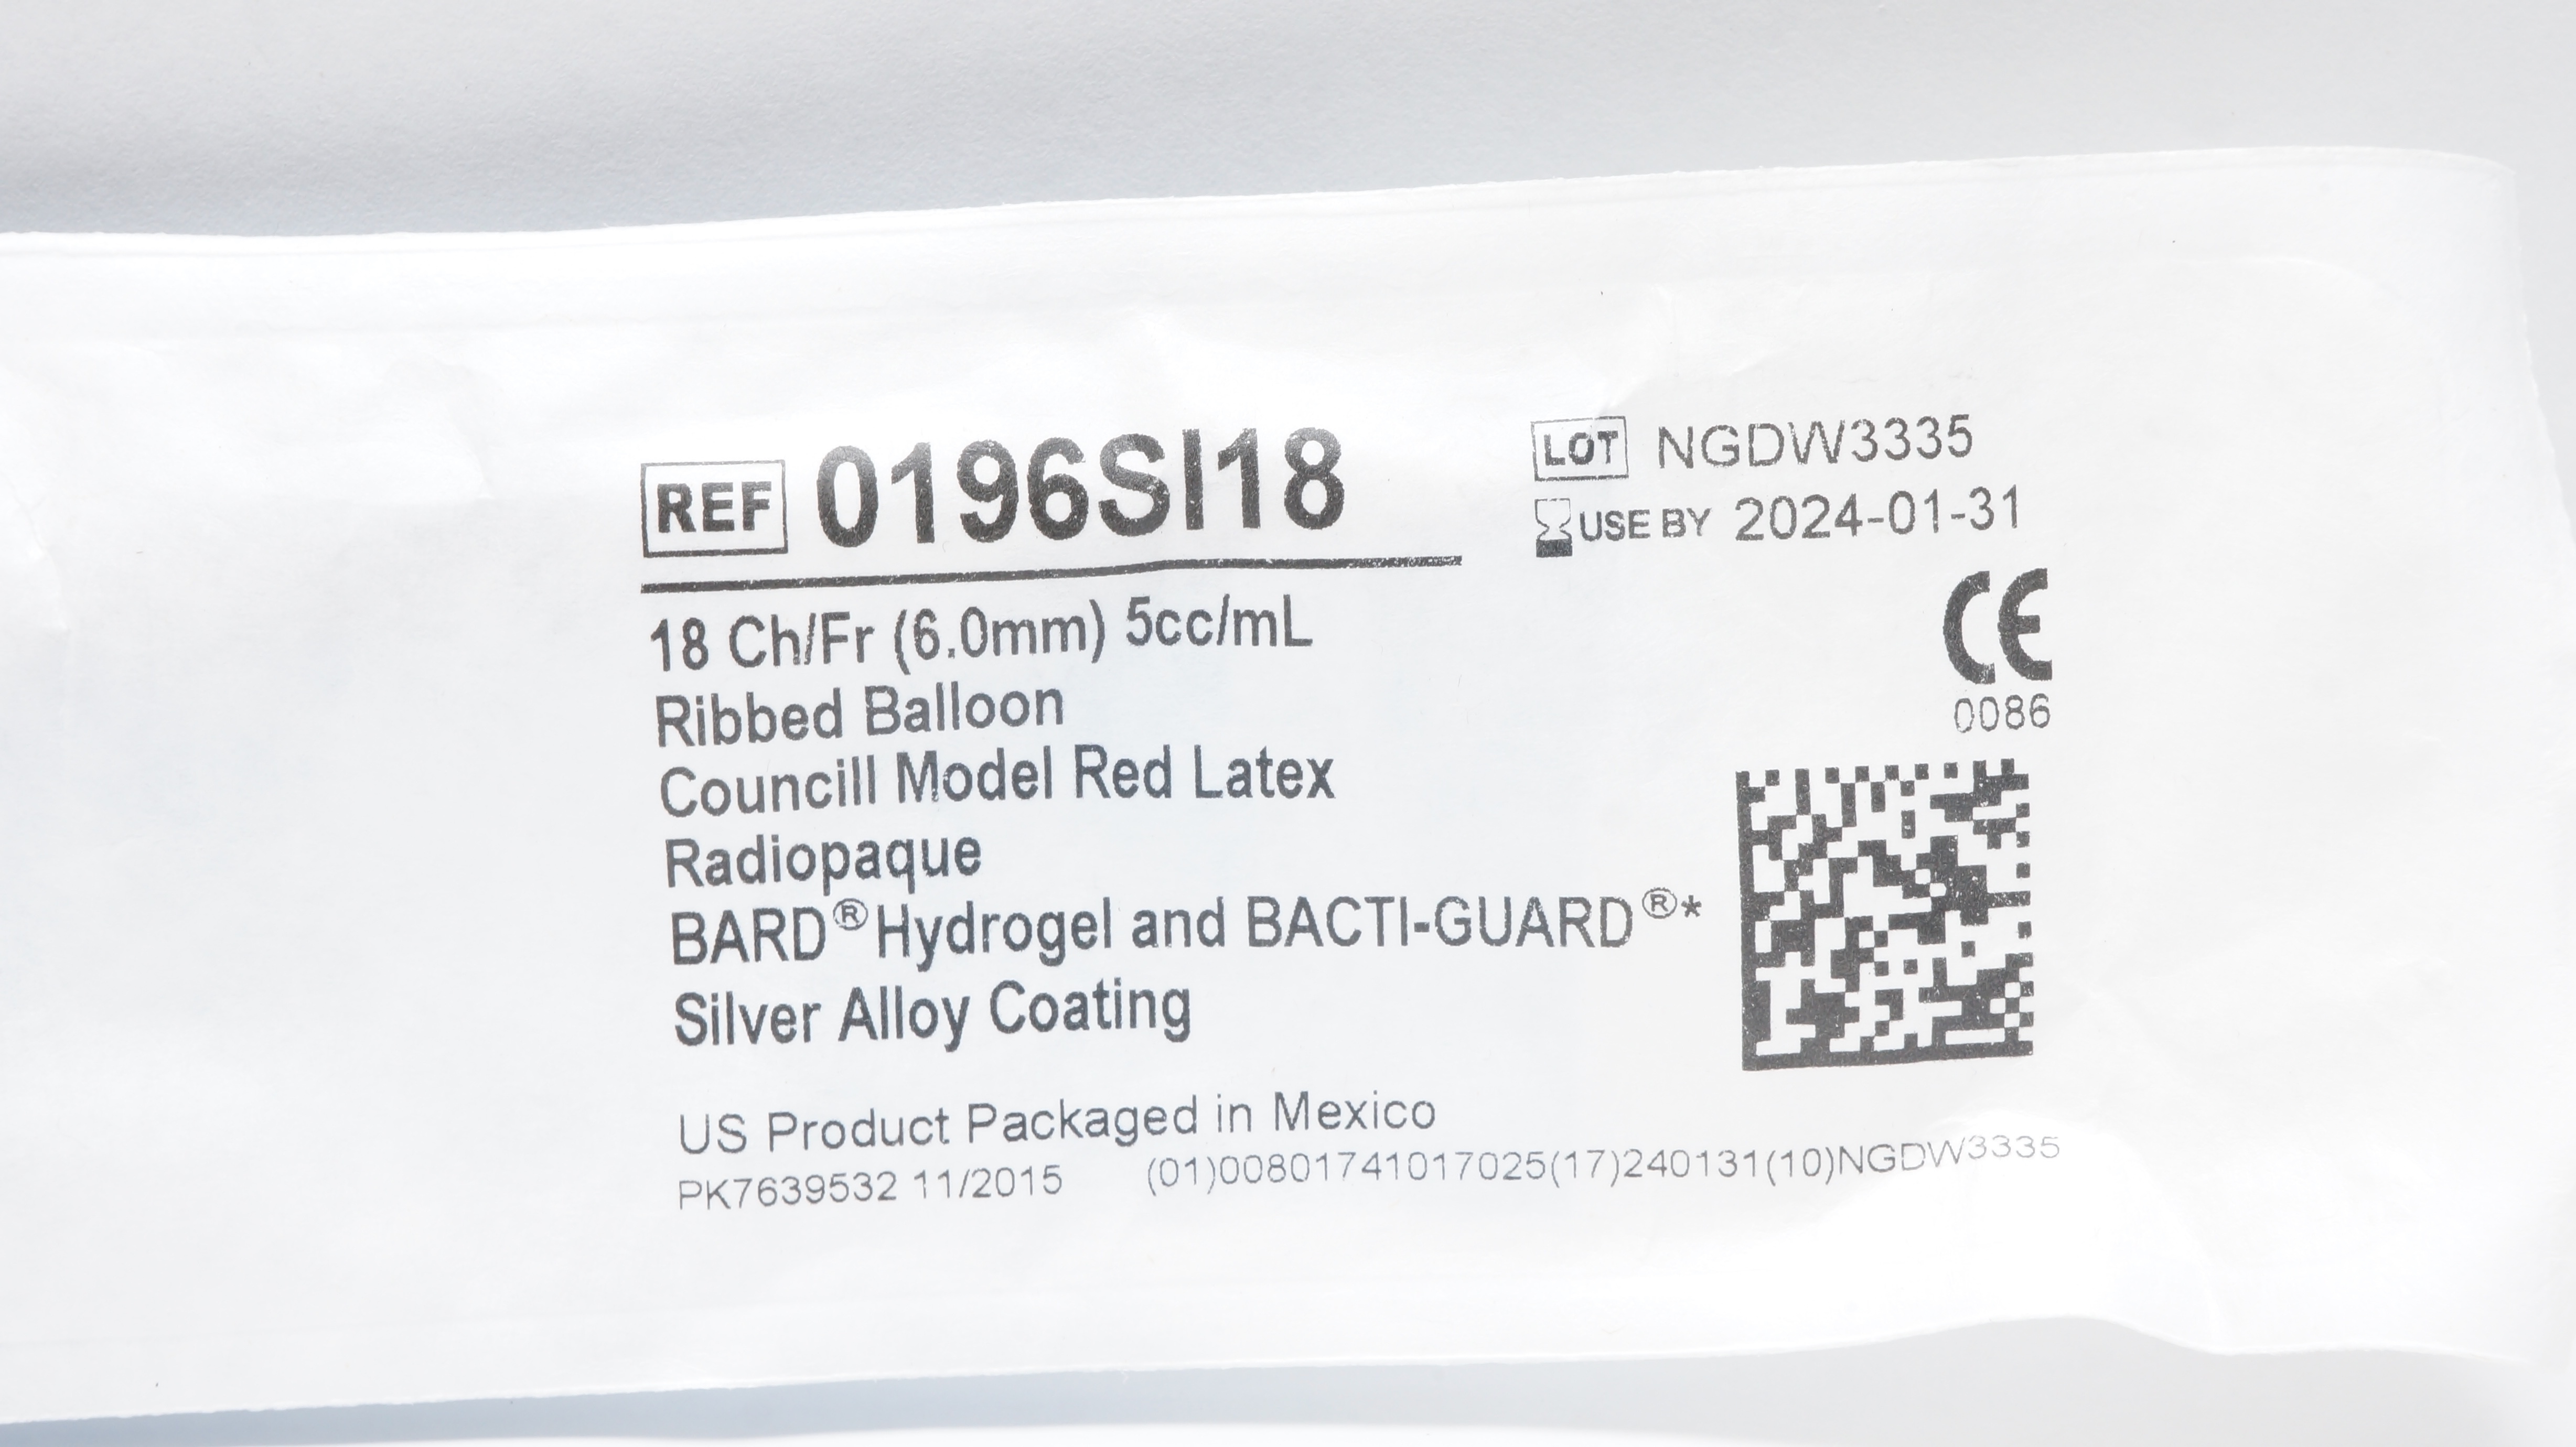 REF 0196SI18
LOT NGDW3335
USE BY 2024-01-31
CE
0086
18 Ch/Fr (6.0mm) 5cc/mL
Ribbed Balloon
Councill Model Red Latex
Radiopaque
BARD® Hydrogel and BACTI-GUARD®*
Silver Alloy Coating
US Product Packaged in Mexico
PK7639532 11/2015 (01)00801741017025(17)240131(10)NGDW3335